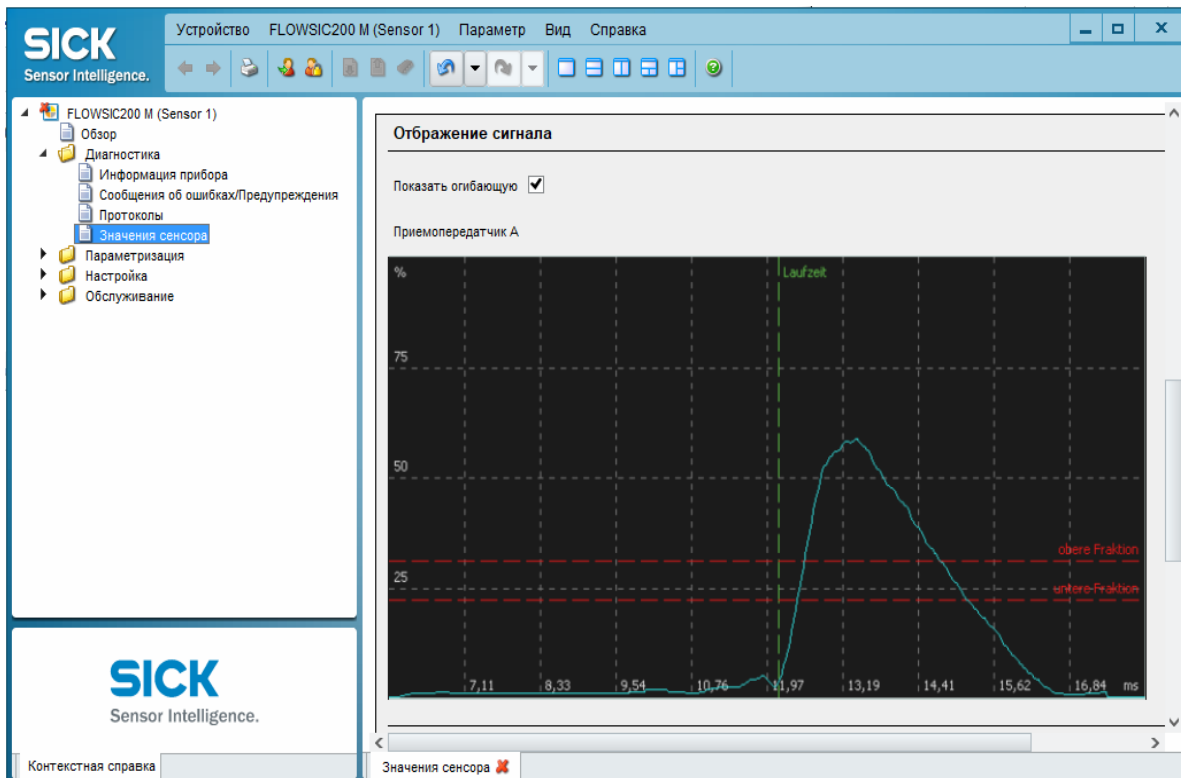 SICK
Sensor Intelligence.
Устройство FLOWSIC200 M (Sensor 1) Параметр Вид Справка
FLOWSIC200 M (Sensor 1)
Обзор
Диагностика
Информация прибора
Сообщения об ошибках/Предупреждения
Протоколы
Значения сенсора
Параметризация
Настройка
Обслуживание
SICK
Sensor Intelligence.
Контекстная справка
Отбражение сигнала
Показать огибающую
Приемопередатчик A
%
Laufzeit
75
50
obere Fraktion
25
untere Fraktion
7,11 8,33 9,54 10,76 11,97 13,19 14,41 15,62 16,84 ms
Значения сенсора